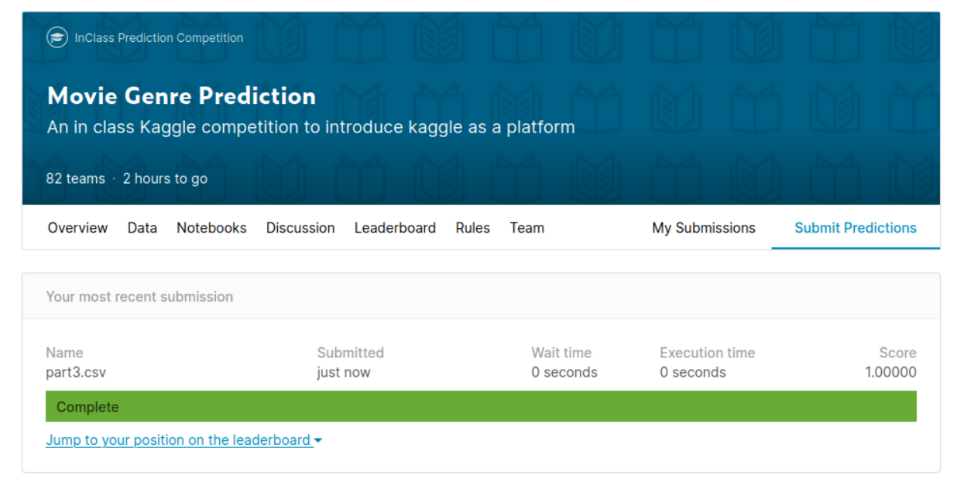 InClass Prediction Competition
Movie Genre Prediction
An in class Kaggle competition to introduce kaggle as a platform
82 teams · 2 hours to go
Overview Data Notebooks Discussion Leaderboard Rules Team My Submissions Submit Predictions
Your most recent submission
Name Submitted Wait time Execution time Score
part3.csv just now 0 seconds 0 seconds 1.00000
Complete
Jump to your position on the leaderboard